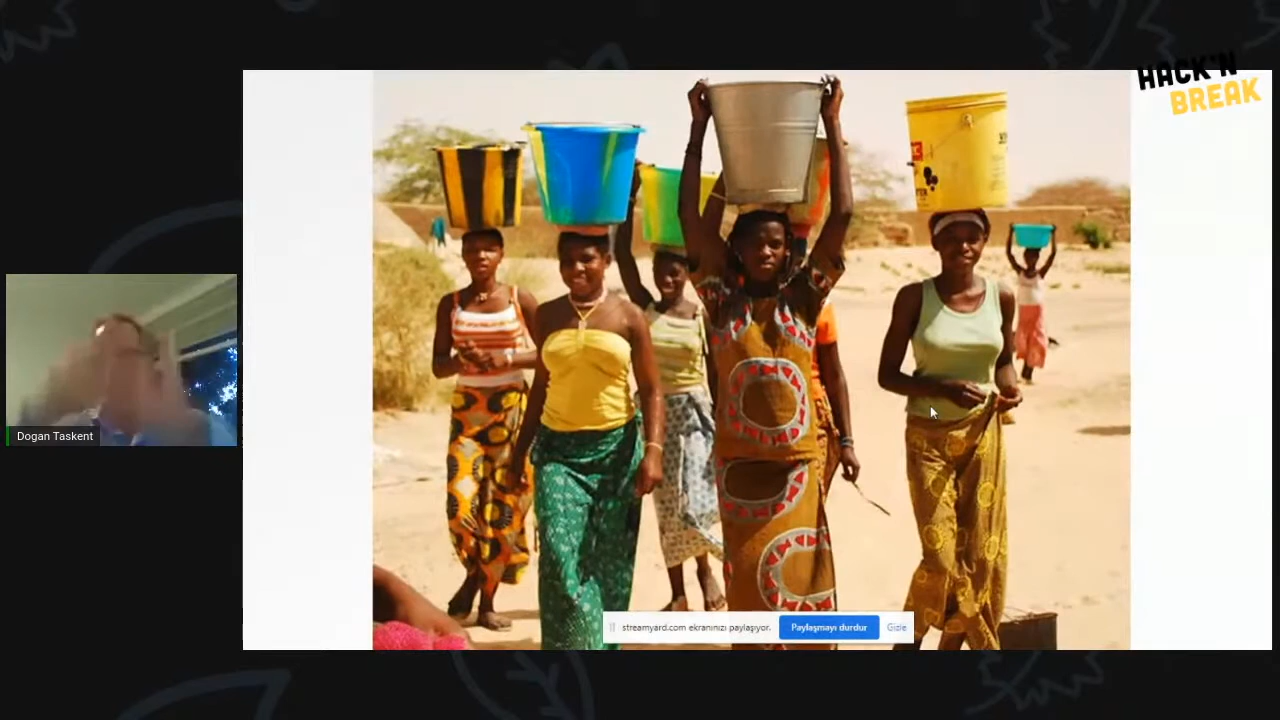 HACK'N
BREAK
Dogan Taskent
streamyard.com ekranınızı paylaşıyor.
Paylaşmayı durdur
Gizle